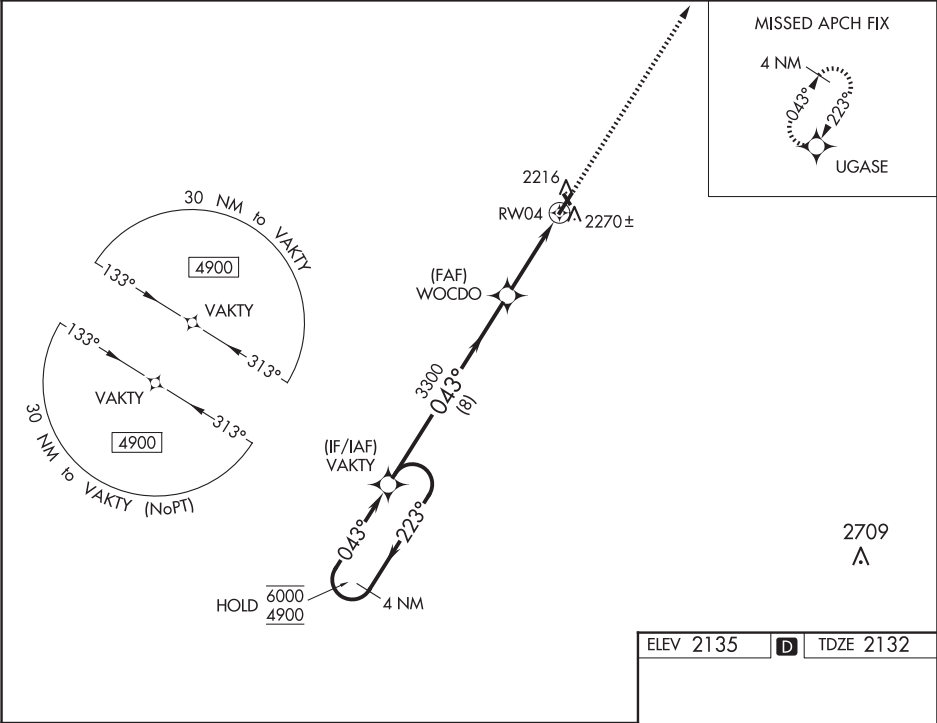 MISSED APCH FIX
4 NM
043°
223°
UGASE
2216
RW04
2270±
30 NM to VAKTY
4900
133°
VAKTY
313°
(FAF)
WOCDO
133°
VAKTY
313°
4900
30 NM to VAKTY (NoPT)
3300
043°
(8)
(IF/IAF)
VAKTY
043°
223°
2709
HOLD
6000
4900
4 NM
ELEV 2135
D
TDZE 2132